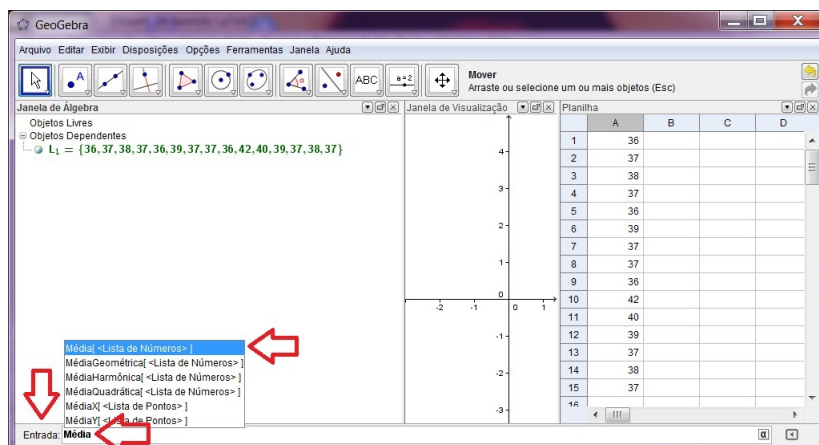 GeoGebra
Arquivo Editar Exibir Disposições Opções Ferramentas Janela Ajuda
A
ABC
a=2
Mover
Arraste ou selecione um ou mais objetos (Esc)
Janela de Álgebra
Objetos Livres
Objetos Dependentes
L₁ = {36,37,38,37,36,39,37,37,36,42,40,39,37,38,37}
Janela de Visualização
4
3
2
1
0
-2 -1 0 1
-1
-2
-3
Planilha
A B C D
1 36
2 37
3 38
4 37
5 36
6 39
7 37
8 37
9 36
10 42
11 40
12 39
13 37
14 38
15 37
16
Média[ <Lista de Números> ]
MédiaGeométrica[ <Lista de Números> ]
MédiaHarmônica[ <Lista de Números> ]
MédiaQuadrática[ <Lista de Números> ]
MédiaX[ <Lista de Pontos> ]
MédiaY[ <Lista de Pontos> ]
Entrada: Média
α